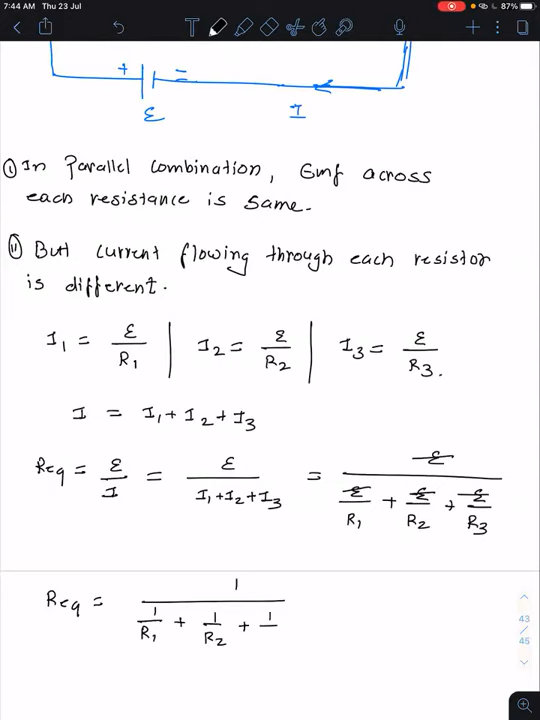 7:44 AM Thu 23 Jul 87%
+ =
ε I
(i) In Parallel combination, Emf across
each resistance is same.
(ii) But current flowing through each resistor
is different.
I₁ = ε/R₁ | I₂ = ε/R₂ | I₃ = ε/R₃.
I = I₁+I₂+I₃
Req = ε/I = ε/(I₁+I₂+I₃) = ε/(ε/R₁ + ε/R₂ + ε/R₃)
Req = 1/(1/R₁ + 1/R₂ + 1/
43
/
45